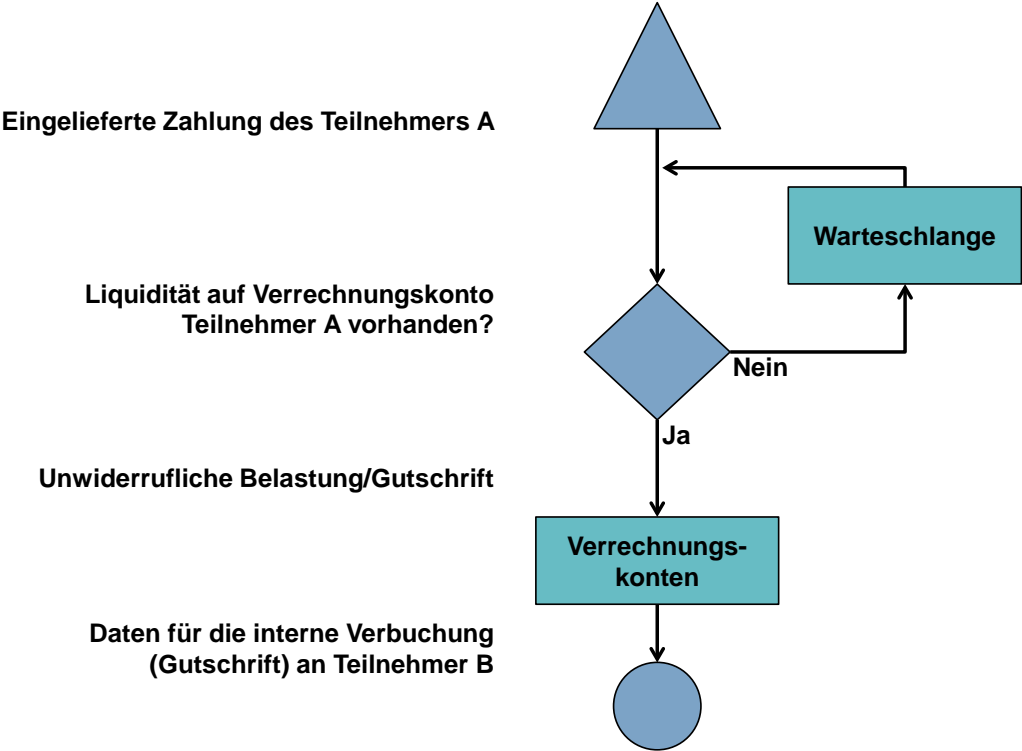 Eingelieferte Zahlung des Teilnehmers A
Warteschlange
Liquidität auf Verrechnungskonto
Teilnehmer A vorhanden?
Nein
Ja
Unwiderrufliche Belastung/Gutschrift
Verrechnungs-
konten
Daten für die interne Verbuchung
(Gutschrift) an Teilnehmer B